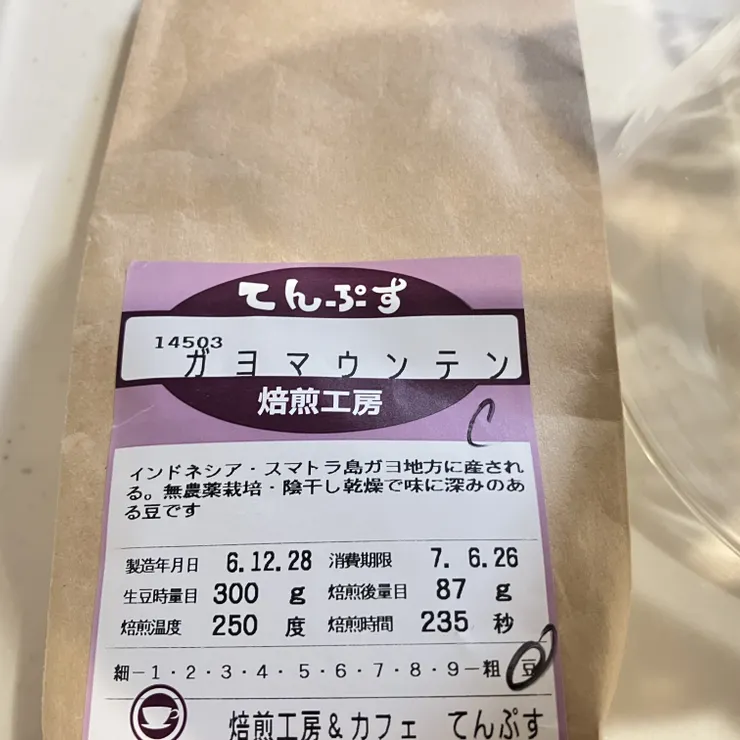 てんぷす
14503
ガヨマウンテン
焙煎工房
C
インドネシア・スマトラ島ガヨ地方に産され
る。無農薬栽培・陰干し乾燥で味に深みのあ
る豆です
製造年月日 6.12.28 消費期限 7. 6.26
生豆時量目 300 g 焙煎後量目 87 g
焙煎温度 250 度 焙煎時間 235 秒
細－1・2・3・4・5・6・7・8・9－粗 豆
焙煎工房＆カフェ てんぷす